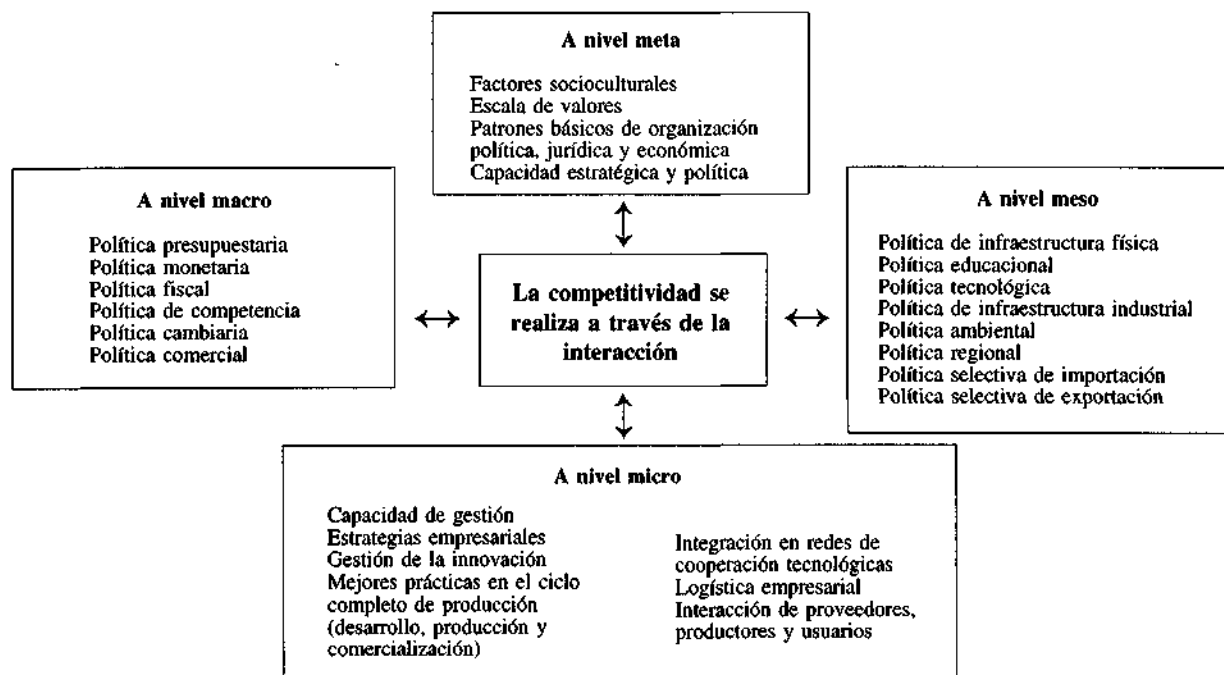 A nivel meta
Factores socioculturales
Escala de valores
Patrones básicos de organización
política, jurídica y económica
Capacidad estratégica y política
A nivel macro
Política presupuestaria
Política monetaria
Política fiscal
Política de competencia
Política cambiaria
Política comercial
La competitividad se
realiza a través de la
interacción
A nivel meso
Política de infraestructura física
Política educacional
Política tecnológica
Política de infraestructura industrial
Política ambiental
Política regional
Política selectiva de importación
Política selectiva de exportación
A nivel micro
Capacidad de gestión
Estrategias empresariales
Gestión de la innovación
Mejores prácticas en el ciclo
completo de producción
(desarrollo, producción y
comercialización)
Integración en redes de
cooperación tecnológicas
Logística empresarial
Interacción de proveedores,
productores y usuarios